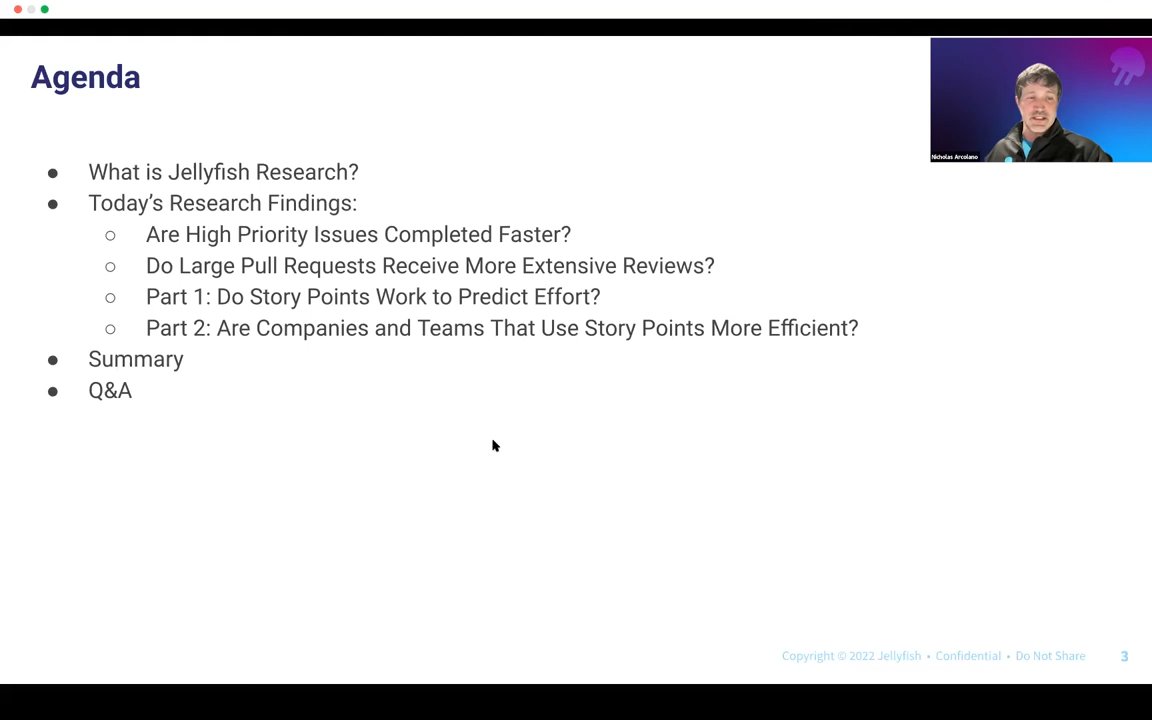 Agenda
Nicholas Arcolano
● What is Jellyfish Research?
● Today's Research Findings:
○ Are High Priority Issues Completed Faster?
○ Do Large Pull Requests Receive More Extensive Reviews?
○ Part 1: Do Story Points Work to Predict Effort?
○ Part 2: Are Companies and Teams That Use Story Points More Efficient?
● Summary
● Q&A
Copyright © 2022 Jellyfish • Confidential • Do Not Share 3